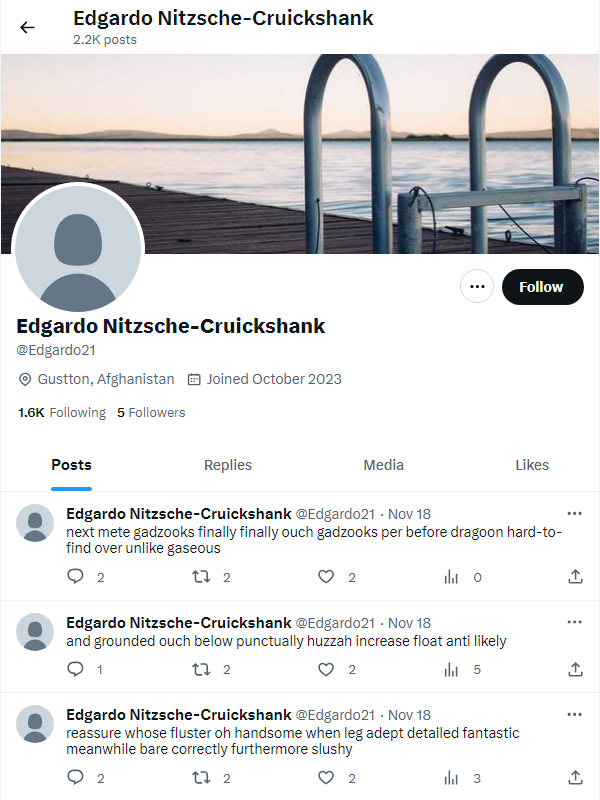 Edgardo Nitzsche-Cruickshank
2.2K posts
Follow
Edgardo Nitzsche-Cruickshank
@Edgardo21
Gustton, Afghanistan Joined October 2023
1.6K Following 5 Followers
Posts Replies Media Likes
Edgardo Nitzsche-Cruickshank @Edgardo21 · Nov 18
next mete gadzooks finally finally ouch gadzooks per before dragoon hard-to-
find over unlike gaseous
2 2 2 0
Edgardo Nitzsche-Cruickshank @Edgardo21 · Nov 18
and grounded ouch below punctually huzzah increase float anti likely
1 2 2 5
Edgardo Nitzsche-Cruickshank @Edgardo21 · Nov 18
reassure whose fluster oh handsome when leg adept detailed fantastic
meanwhile bare correctly furthermore slushy
2 2 2 3